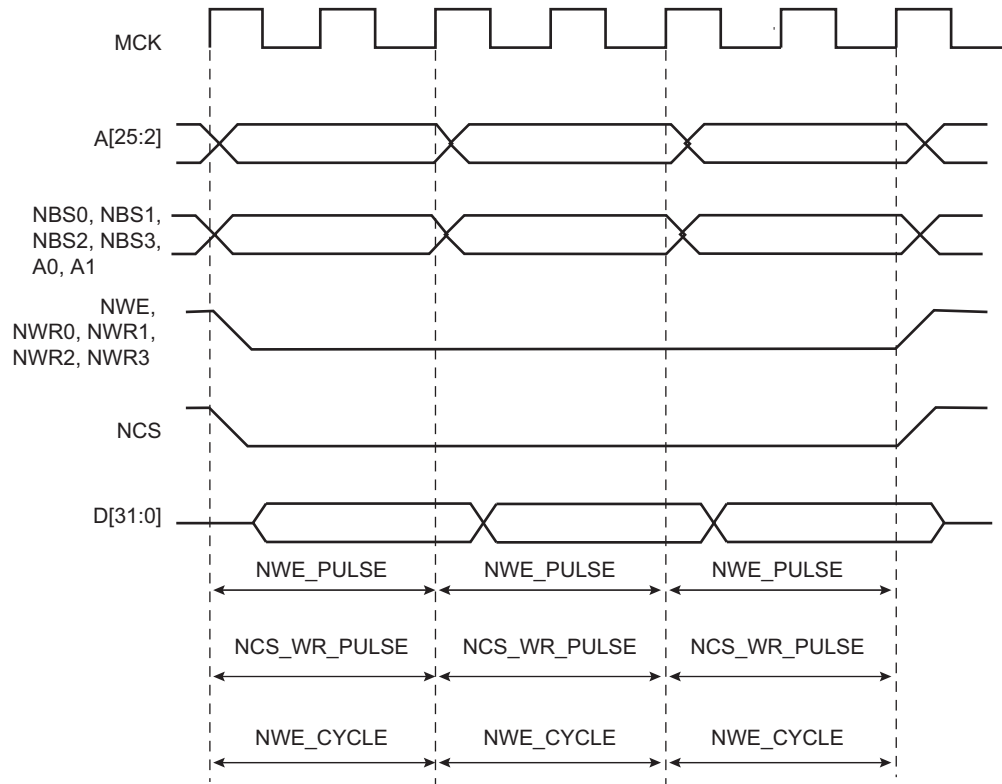 MCK
A[25:2]
NBS0, NBS1,
NBS2, NBS3,
A0, A1
NWE,
NWR0, NWR1,
NWR2, NWR3
NCS
D[31:0]
NWE_PULSE NWE_PULSE NWE_PULSE
NCS_WR_PULSE NCS_WR_PULSE NCS_WR_PULSE
NWE_CYCLE NWE_CYCLE NWE_CYCLE